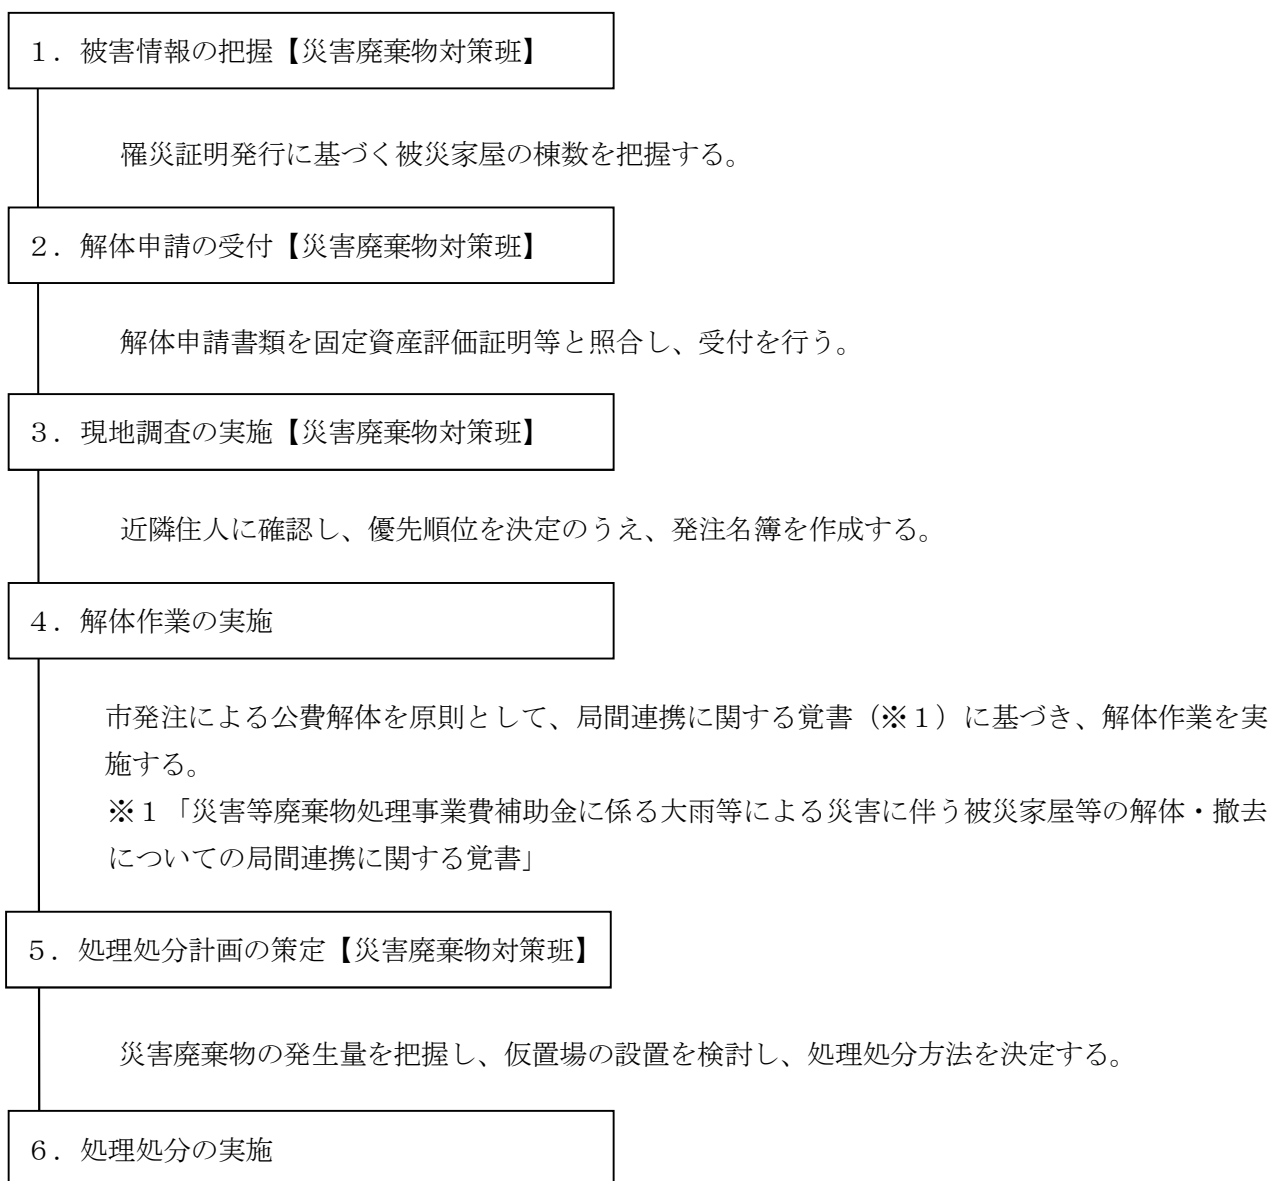 １．被害情報の把握【災害廃棄物対策班】
罹災証明発行に基づく被災家屋の棟数を把握する。
２．解体申請の受付【災害廃棄物対策班】
解体申請書類を固定資産評価証明等と照合し、受付を行う。
３．現地調査の実施【災害廃棄物対策班】
近隣住人に確認し、優先順位を決定のうえ、発注名簿を作成する。
４．解体作業の実施
市発注による公費解体を原則として、局間連携に関する覚書（※１）に基づき、解体作業を実
施する。
※１「災害等廃棄物処理事業費補助金に係る大雨等による災害に伴う被災家屋等の解体・撤去
についての局間連携に関する覚書」
５．処理処分計画の策定【災害廃棄物対策班】
災害廃棄物の発生量を把握し、仮置場の設置を検討し、処理処分方法を決定する。
６．処理処分の実施